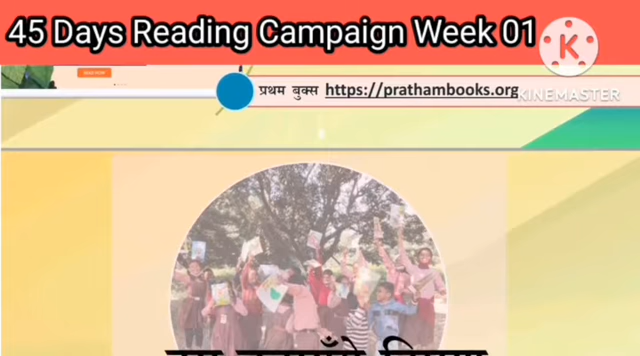 45 Days Reading Campaign Week 01
K
KINEMASTER
प्रथम बुक्स https://prathambooks.org